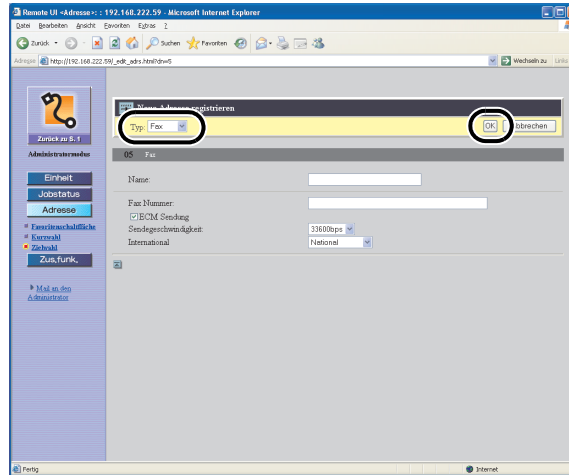 Remote UI <Adresse>: : 192.168.222.59 - Microsoft Internet Explorer
Datei Bearbeiten Ansicht Favoriten Extras ?
Zurück Suchen Favoriten
Adresse http://192.168.222.59/_edit_adrs.html?drw5 Wechseln zu Links
Neue Adresse registrieren
Typ: Fax OK Abbrechen
Zurück zu S. 1
Administratormodus
05 Fax
Einheit
Jobstatus
Adresse
Favoritenschaltfläche
Kurzwahl
Zielwahl
Zus,funk.
Mail an den
Administrator
Name:
Fax Nummer:
ECM Sendung
Sendegeschwindigkeit: 33600bps
International National
Fertig Internet